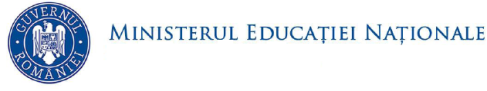 GUVERNUL ROMÂNIEI
MINISTERUL EDUCAȚIEI NAȚIONALE